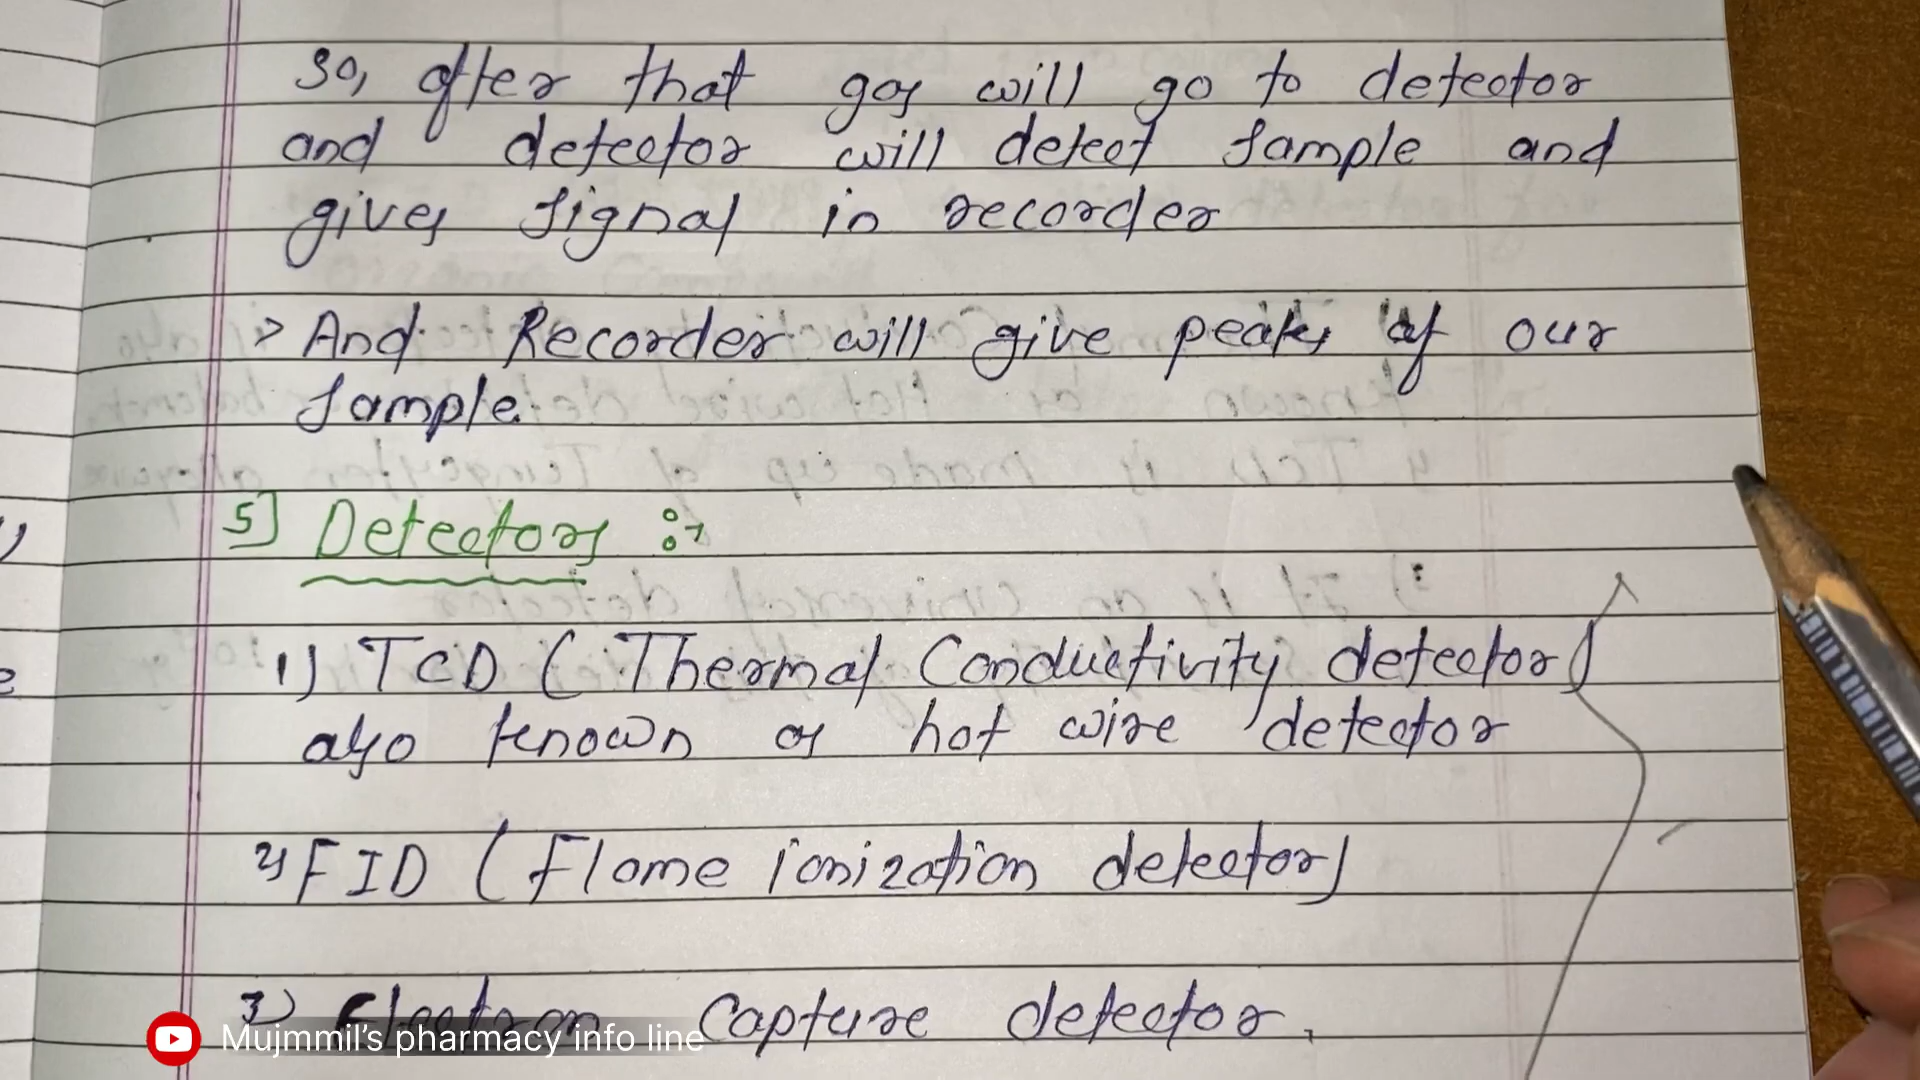 So, after that gas will go to detector
and detector will detect sample and
gives signal in recorder
> And Recorder will give peaks of our
sample.
5] Detectors :-
1) TCD ( Thermal Conductivity detector)
also known as hot wire detector
2) FID ( Flame ionization detector)
3) Electron Capture detector.
Mujmmil's pharmacy info line